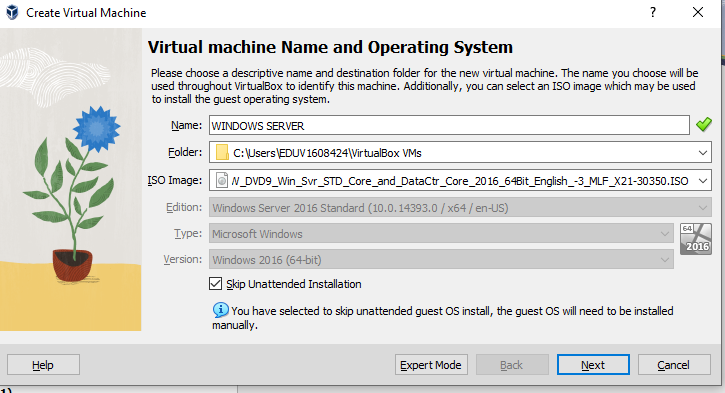 Create Virtual Machine
Virtual machine Name and Operating System
Please choose a descriptive name and destination folder for the new virtual machine. The name you choose will be
used throughout VirtualBox to identify this machine. Additionally, you can select an ISO image which may be used
to install the guest operating system.
Name: WINDOWS SERVER
Folder: C:\Users\EDUV1608424\VirtualBox VMs
ISO Image: _DVD9_Win_Svr_STD_Core_and_DataCtr_Core_2016_64Bit_English_-3_MLF_X21-30350.ISO
Edition: Windows Server 2016 Standard (10.0.14393.0 / x64 / en-US)
Type: Microsoft Windows
64
2016
Version: Windows 2016 (64-bit)
Skip Unattended Installation
You have selected to skip unattended guest OS install, the guest OS will need to be installed
manually.
Help Expert Mode Back Next Cancel